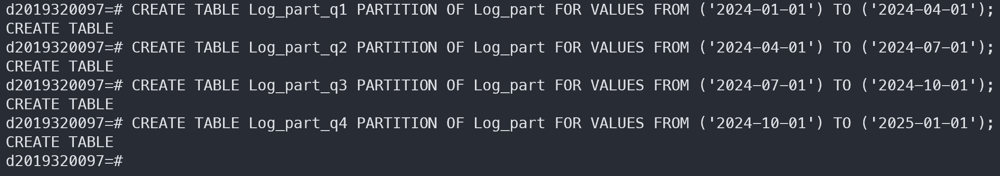 d2019320097=# CREATE TABLE Log_part_q1 PARTITION OF Log_part FOR VALUES FROM ('2024-01-01') TO ('2024-04-01');
CREATE TABLE
d2019320097=# CREATE TABLE Log_part_q2 PARTITION OF Log_part FOR VALUES FROM ('2024-04-01') TO ('2024-07-01');
CREATE TABLE
d2019320097=# CREATE TABLE Log_part_q3 PARTITION OF Log_part FOR VALUES FROM ('2024-07-01') TO ('2024-10-01');
CREATE TABLE
d2019320097=# CREATE TABLE Log_part_q4 PARTITION OF Log_part FOR VALUES FROM ('2024-10-01') TO ('2025-01-01');
CREATE TABLE
d2019320097=#